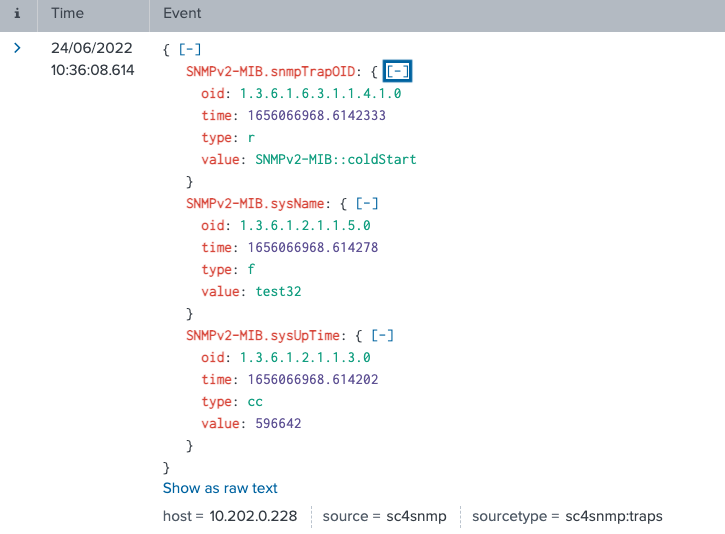 i Time Event
> 24/06/2022 { [-]
10:36:08.614 SNMPv2-MIB.snmpTrapOID: { [-]
oid: 1.3.6.1.6.3.1.1.4.1.0
time: 1656066968.6142333
type: r
value: SNMPv2-MIB::coldStart
}
SNMPv2-MIB.sysName: { [-]
oid: 1.3.6.1.2.1.1.5.0
time: 1656066968.614278
type: f
value: test32
}
SNMPv2-MIB.sysUpTime: { [-]
oid: 1.3.6.1.2.1.1.3.0
time: 1656066968.614202
type: cc
value: 596642
}
}
Show as raw text
host = 10.202.0.228 source = sc4snmp sourcetype = sc4snmp:traps